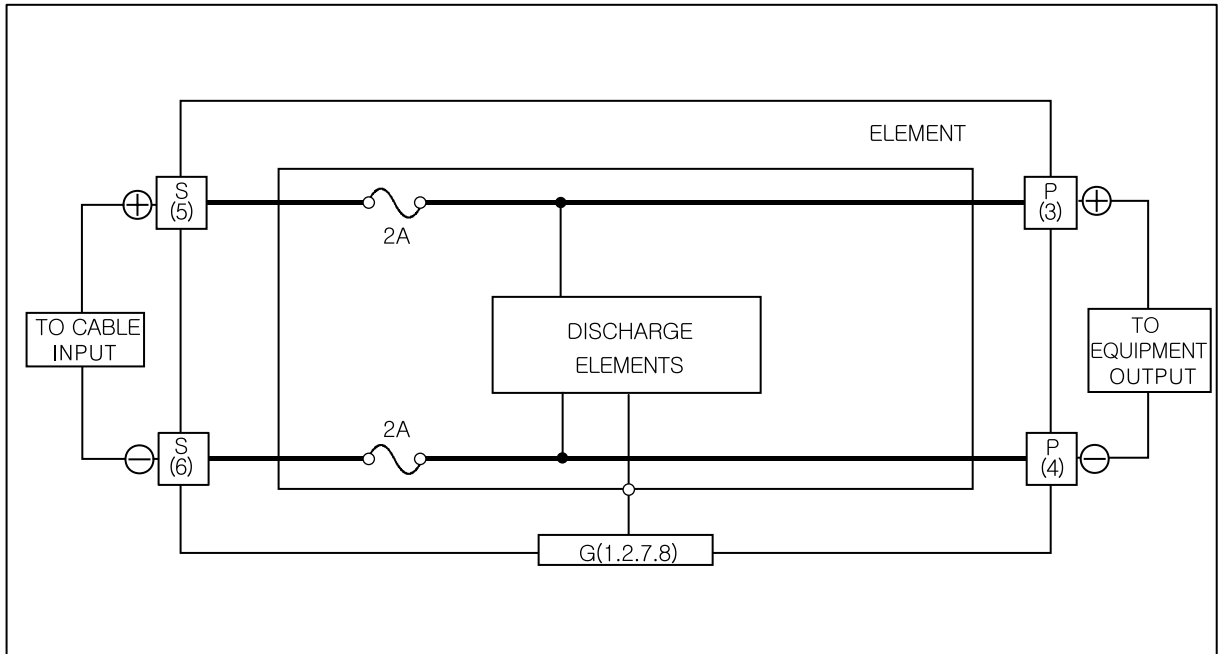 ELEMENT
S
(5)
2A
P
(3)
TO CABLE
INPUT
DISCHARGE
ELEMENTS
TO
EQUIPMENT
OUTPUT
S
(6)
2A
P
(4)
G(1.2.7.8)